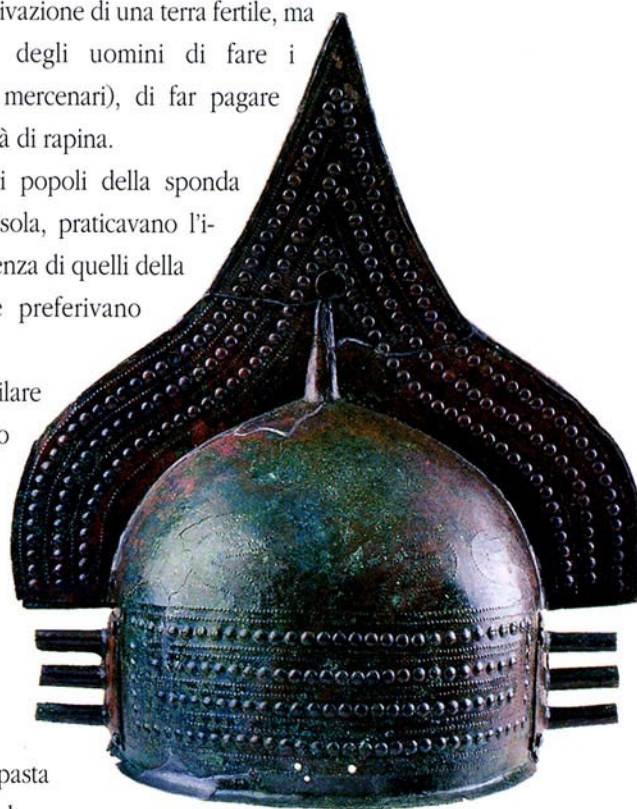 ivazione di una terra fertile, ma
degli uomini di fare i
mercenari), di far pagare
à di rapina.
i popoli della sponda
sola, praticavano l'i-
enza di quelli della
preferivano
ilare
o
pasta